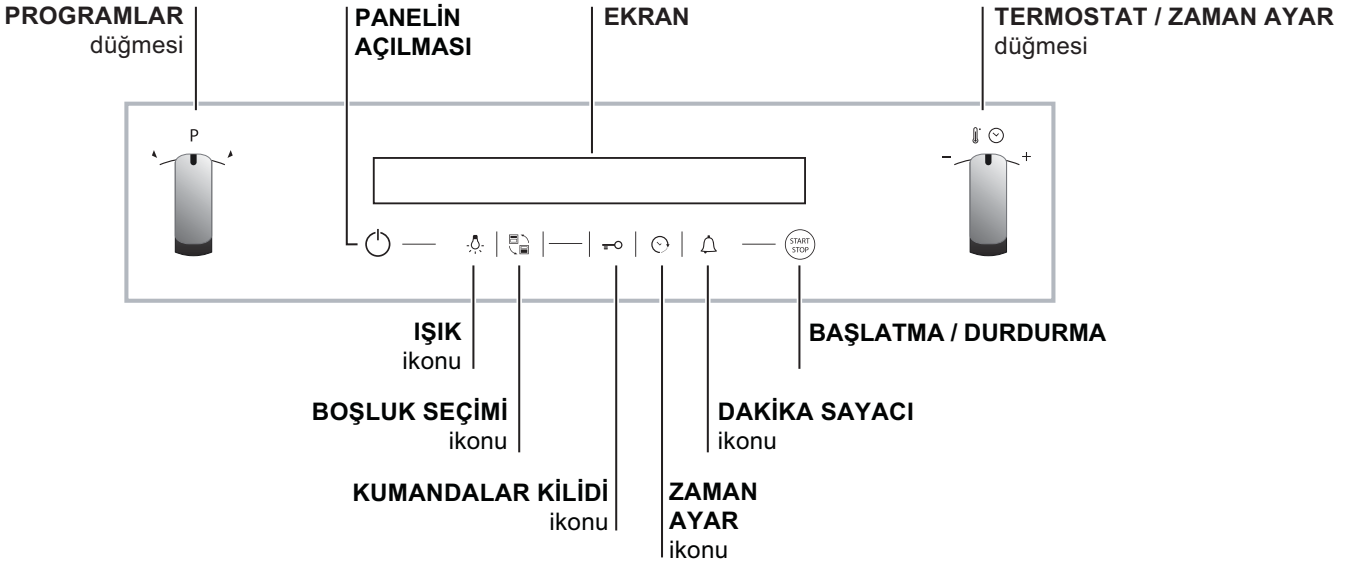 PROGRAMLAR
düğmesi
PANELİN
AÇILMASI
EKRAN
TERMOSTAT / ZAMAN AYAR
düğmesi
P
- +
START
STOP
IŞIK
ikonu
BAŞLATMA / DURDURMA
BOŞLUK SEÇİMİ
ikonu
DAKİKA SAYACI
ikonu
KUMANDALAR KİLİDİ
ikonu
ZAMAN
AYAR
ikonu